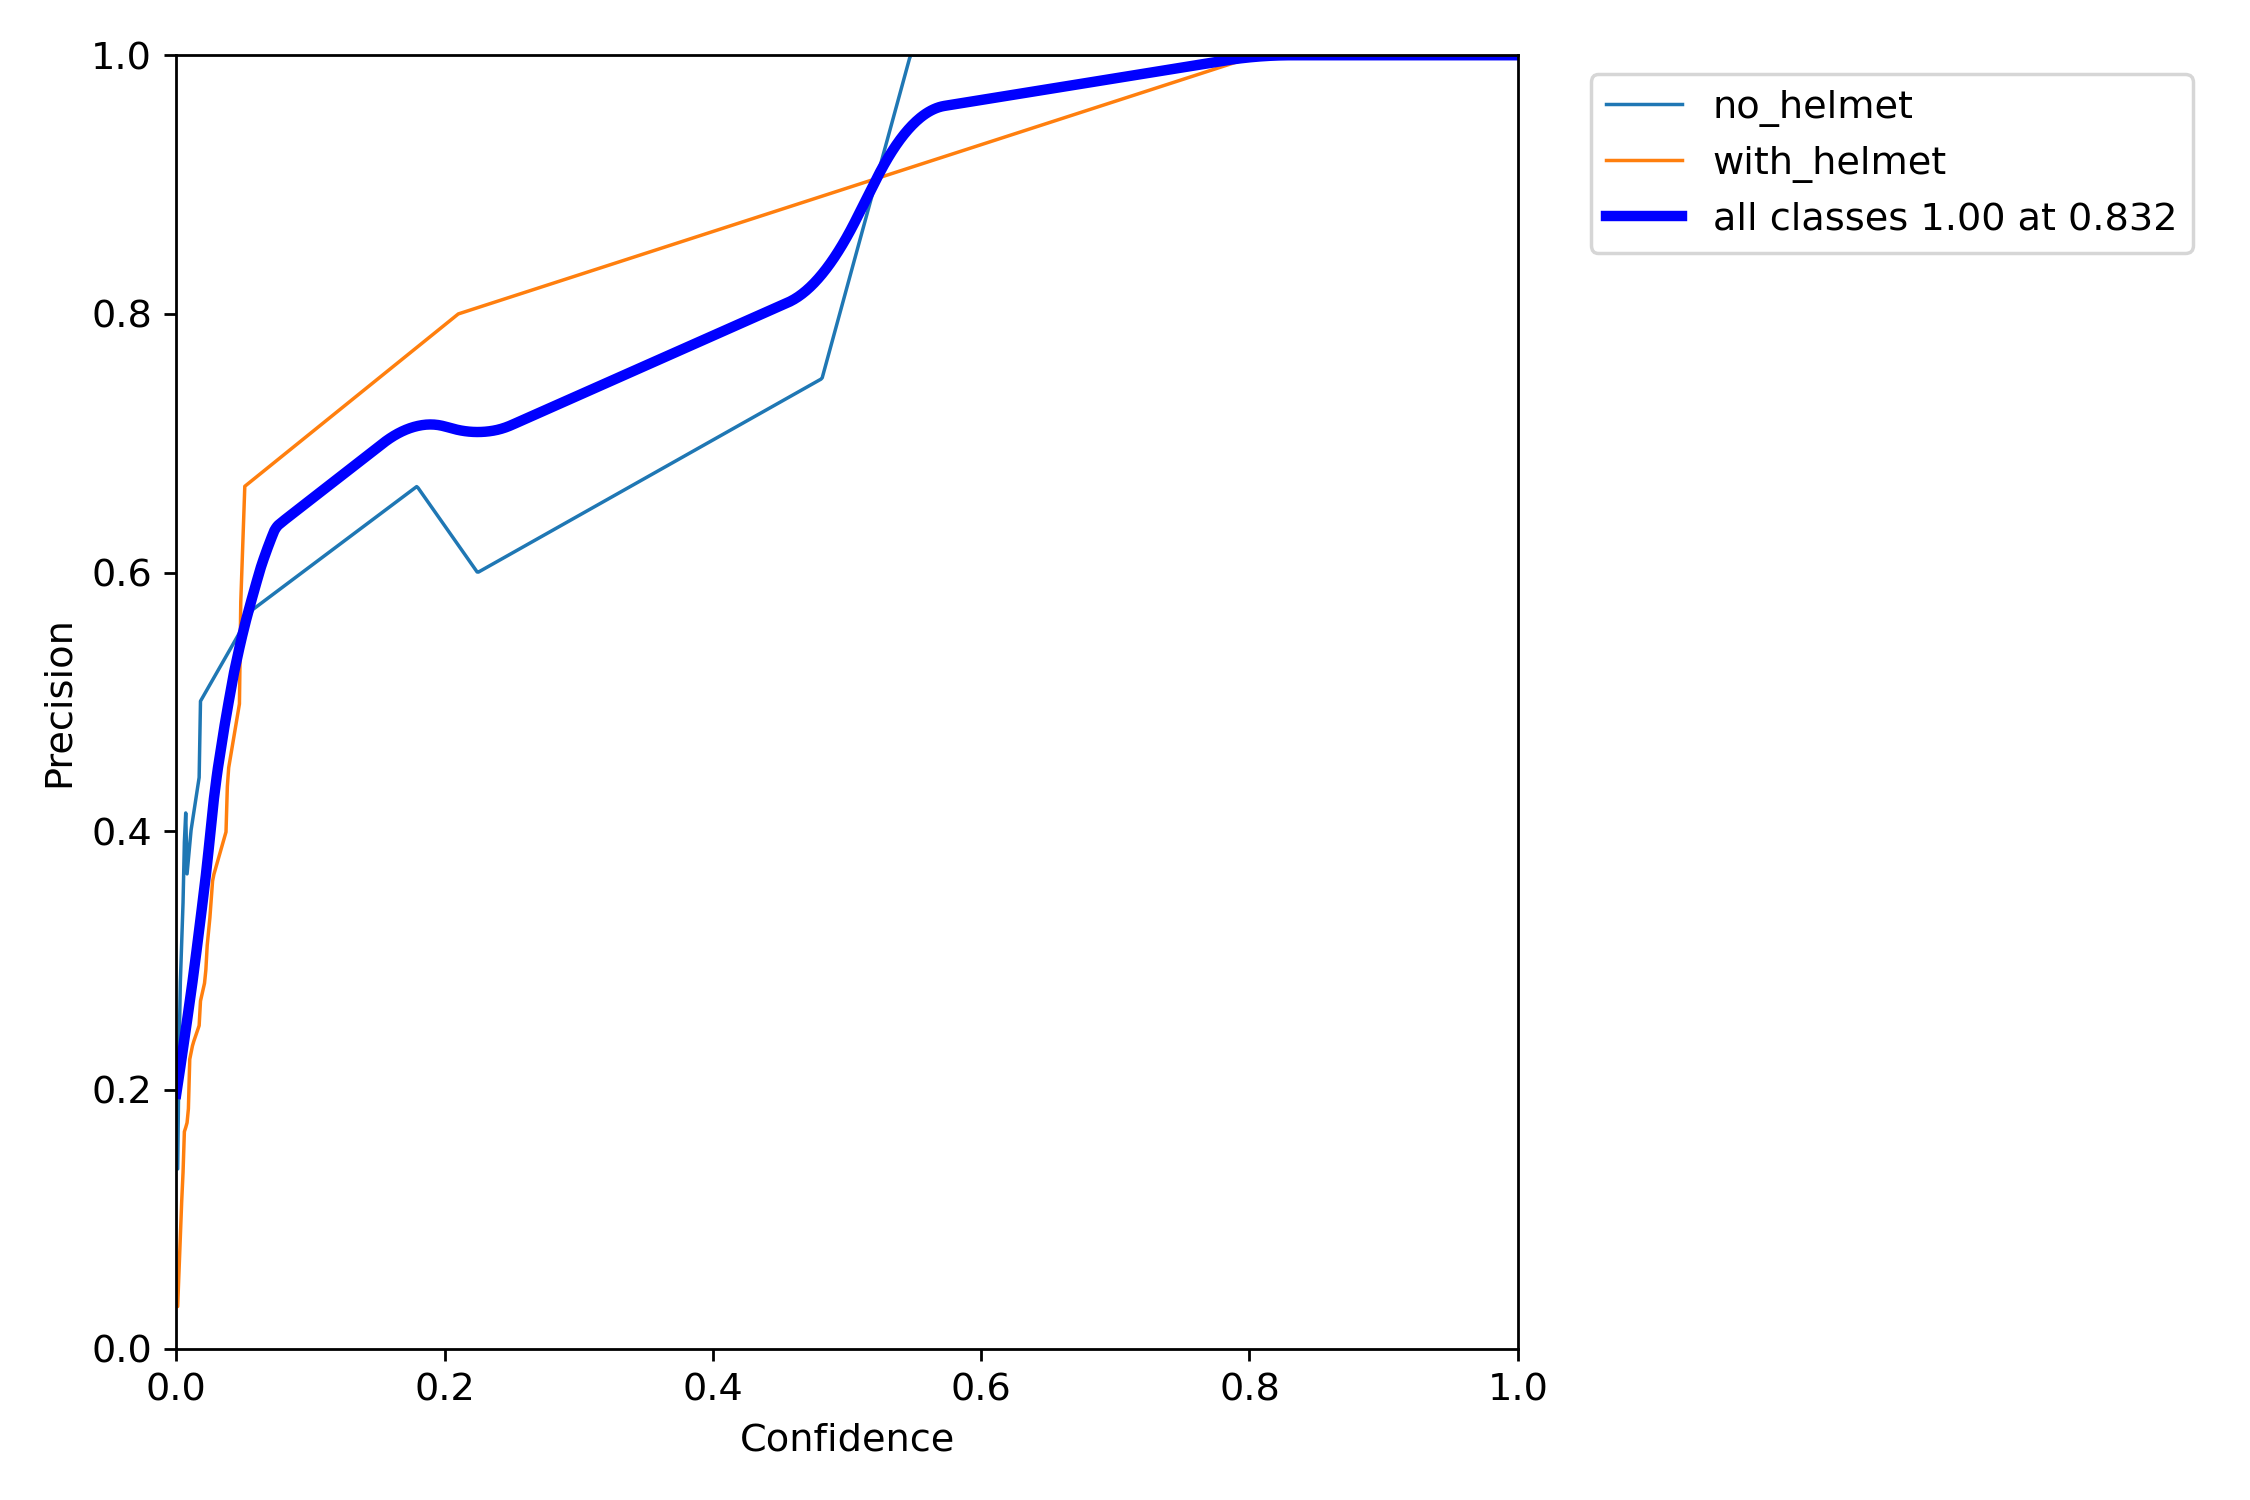 1.0
0.8
0.6
0.4
0.2
0.0
Precision
0.0 0.2 0.4 0.6 0.8 1.0
Confidence
no_helmet
with_helmet
all classes 1.00 at 0.832